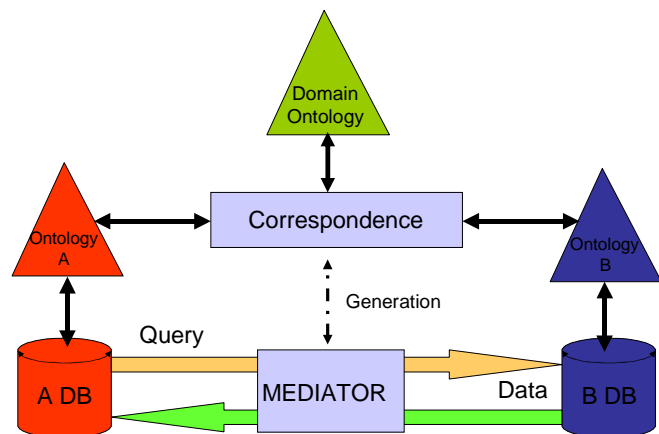 Domain
Ontology
Correspondence
Ontology
A
Ontology
B
Generation
Query
A DB
MEDIATOR
Data
B DB